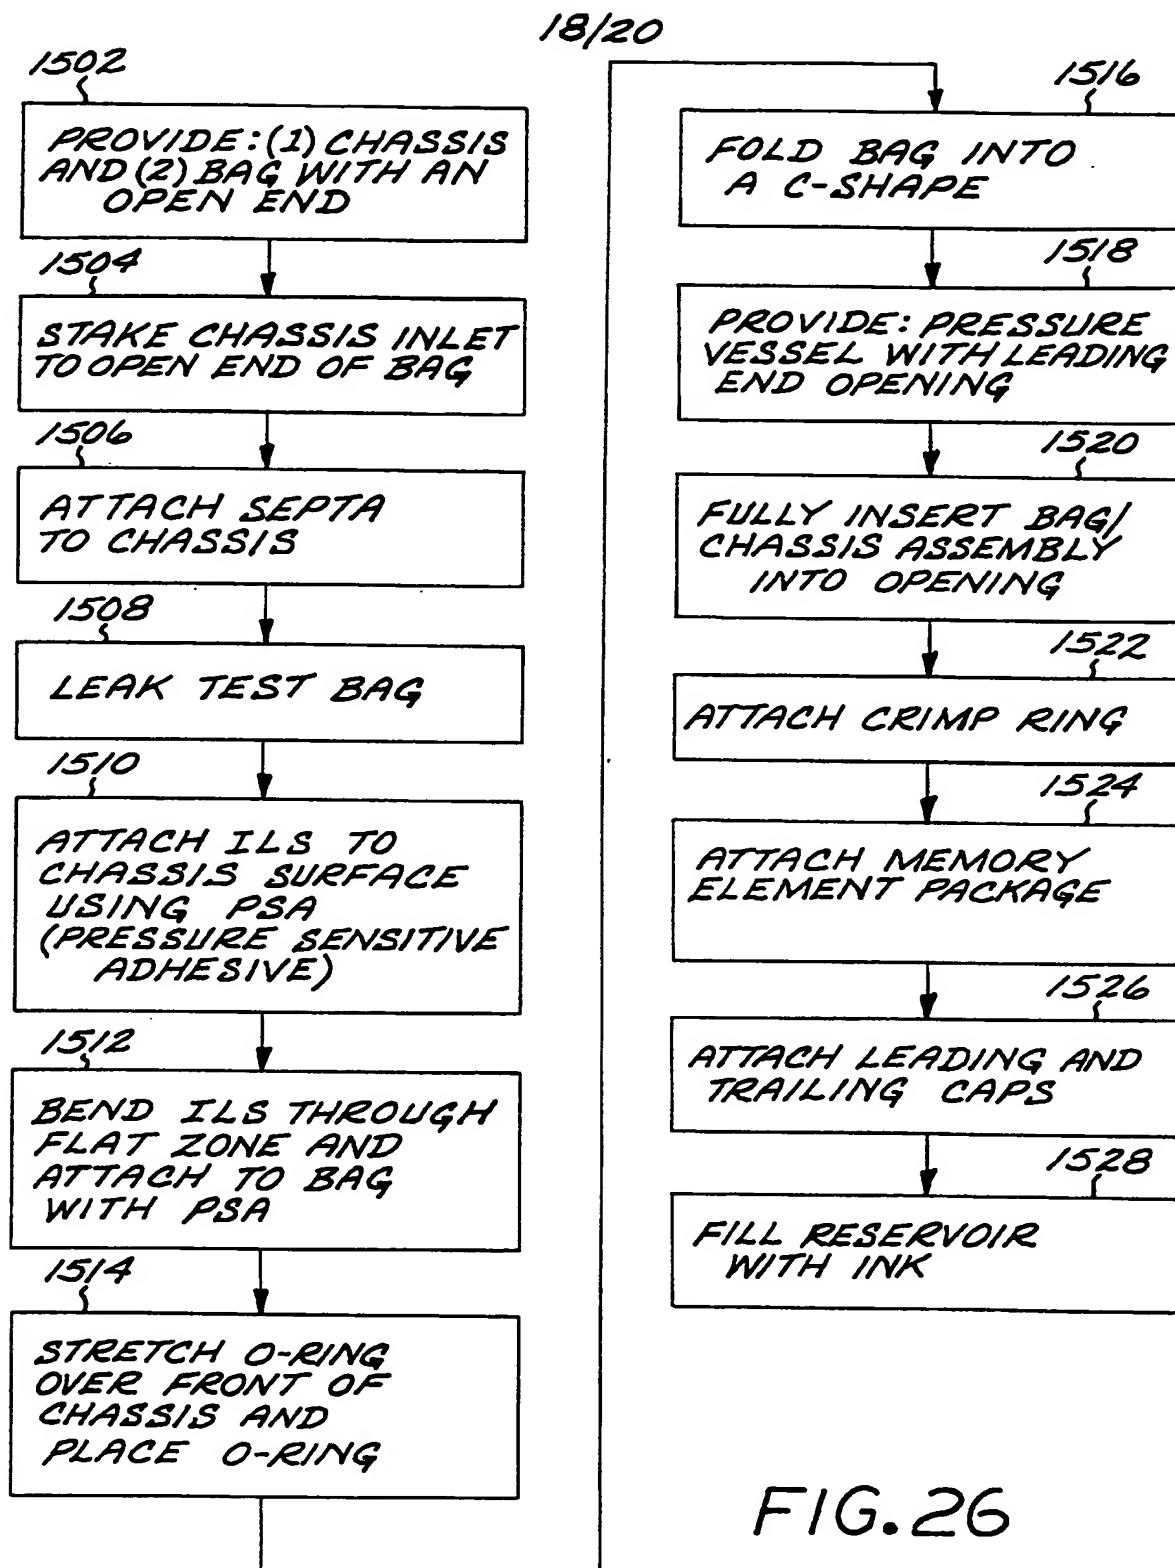 18/20
1502
PROVIDE: (1) CHASSIS
AND (2) BAG WITH AN
OPEN END
1504
STAKE CHASSIS INLET
TO OPEN END OF BAG
1506
ATTACH SEPTA
TO CHASSIS
1508
LEAK TEST BAG
1510
ATTACH ILS TO
CHASSIS SURFACE
USING PSA
(PRESSURE SENSITIVE
ADHESIVE)
1512
BEND ILS THROUGH
FLAT ZONE AND
ATTACH TO BAG
WITH PSA
1514
STRETCH O-RING
OVER FRONT OF
CHASSIS AND
PLACE O-RING
1516
FOLD BAG INTO
A C-SHAPE
1518
PROVIDE: PRESSURE
VESSEL WITH LEADING
END OPENING
1520
FULLY INSERT BAG/
CHASSIS ASSEMBLY
INTO OPENING
1522
ATTACH CRIMP RING
1524
ATTACH MEMORY
ELEMENT PACKAGE
1526
ATTACH LEADING AND
TRAILING CAPS
1528
FILL RESERVOIR
WITH INK
FIG. 26